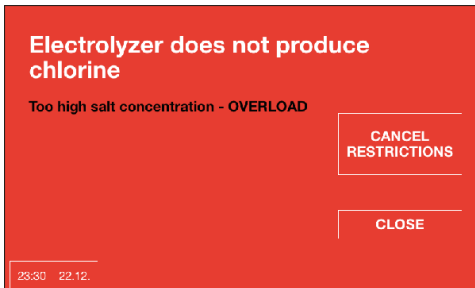 Electrolyzer does not produce
chlorine
Too high salt concentration - OVERLOAD
CANCEL
RESTRICTIONS
CLOSE
23:30 22.12.